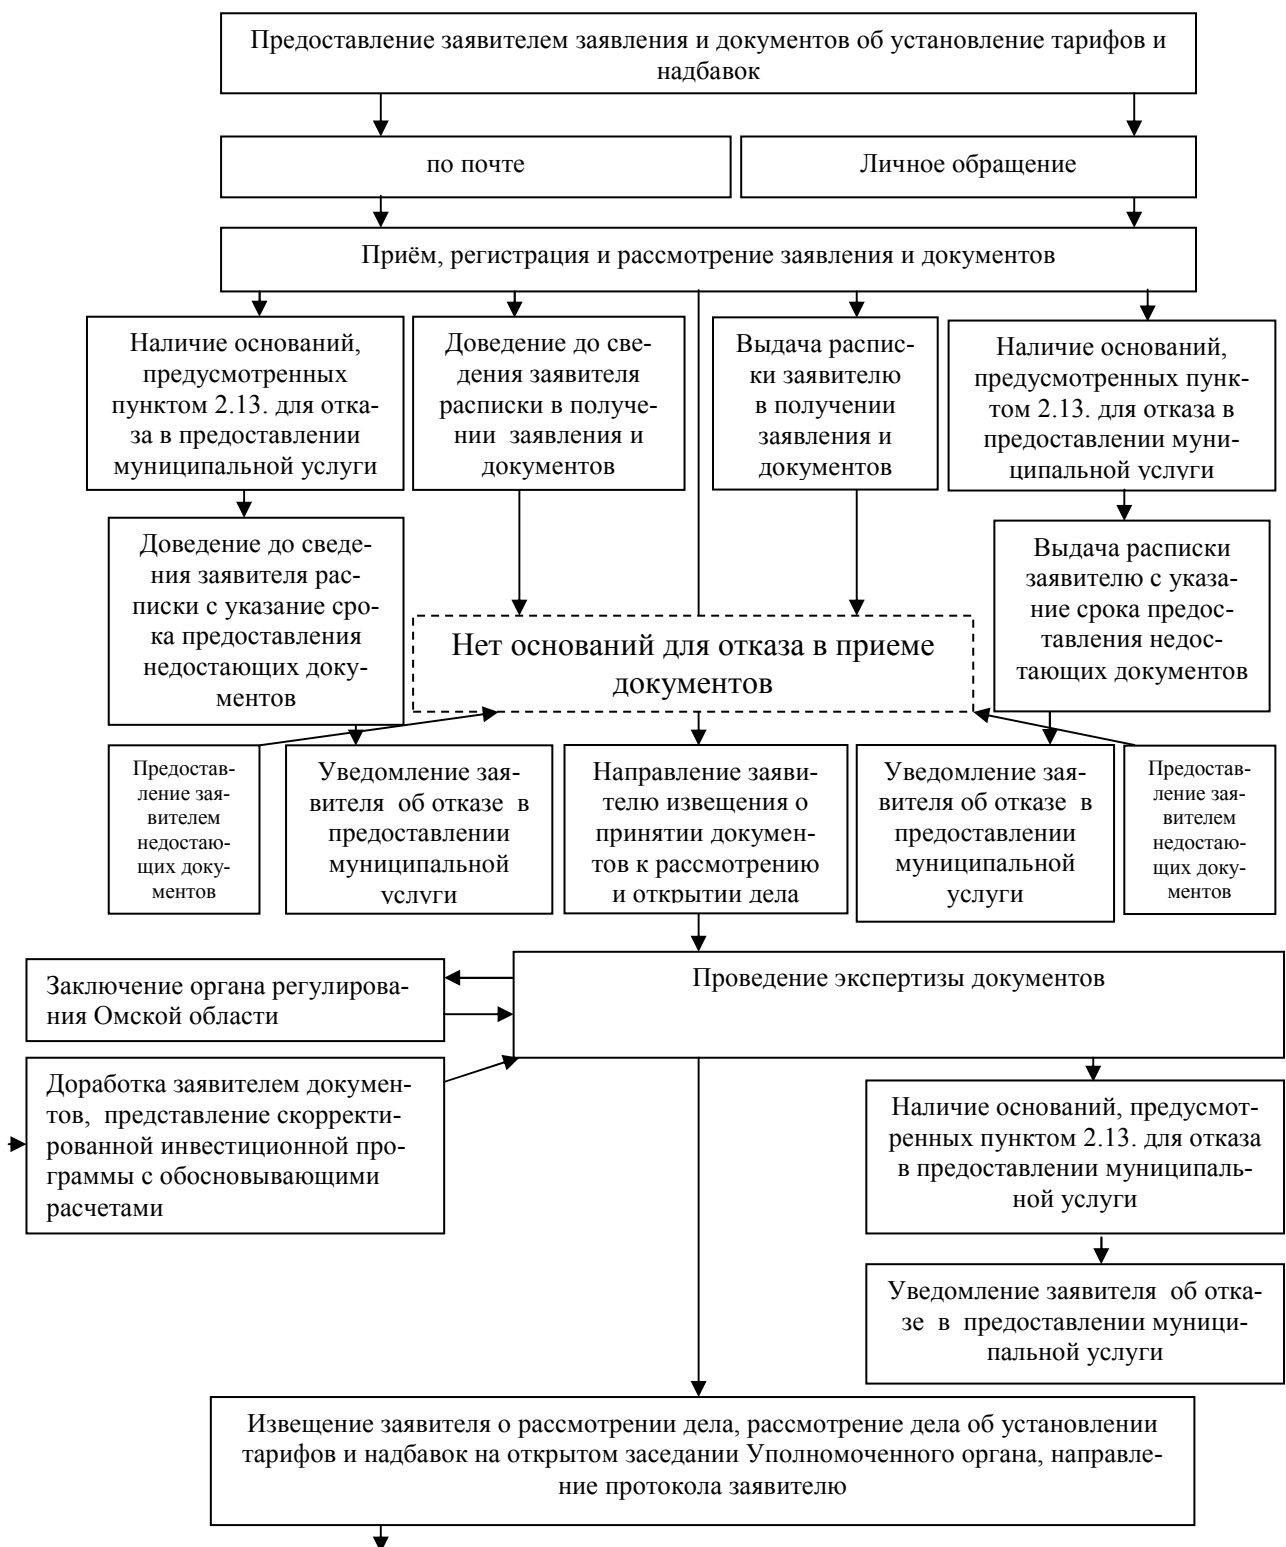 Предоставление заявителем заявления и документов об установление тарифов и
надбавок
по почте
Личное обращение
Приём, регистрация и рассмотрение заявления и документов
Наличие оснований,
предусмотренных
пунктом 2.13. для отка-
за в предоставлении
муниципальной услуги
Доведение до све-
дения заявителя
расписки в получе-
нии заявления и
документов
Выдача распис-
ки заявителю
в получении
заявления и
документов
Наличие оснований,
предусмотренных пунк-
том 2.13. для отказа в
предоставлении муни-
ципальной услуги
Доведение до сведе-
ния заявителя рас-
писки с указание сро-
ка предоставления
недостающих доку-
ментов
Нет оснований для отказа в приеме
документов
Выдача расписки
заявителю с указа-
ние срока предос-
тавления недос-
тающих документов
Предостав-
ление зая-
вителем
недостаю-
щих доку-
ментов
Уведомление зая-
вителя об отказе в
предоставлении
муниципальной
услуги
Направление заяви-
телю извещения о
принятии докумен-
тов к рассмотрению
и открытии дела
Уведомление зая-
вителя об отказе в
предоставлении
муниципальной
услуги
Предостав-
ление зая-
вителем
недостаю-
щих доку-
ментов
Проведение экспертизы документов
Заключение органа регулирова-
ния Омской области
Доработка заявителем докумен-
тов, представление скорректи-
рованной инвестиционной про-
граммы с обосновывающими
расчетами
Наличие оснований, предусмот-
ренных пунктом 2.13. для отказа
в предоставлении муниципаль-
ной услуги
Уведомление заявителя об отка-
зе в предоставлении муници-
пальной услуги
Извещение заявителя о рассмотрении дела, рассмотрение дела об установлении
тарифов и надбавок на открытом заседании Уполномоченного органа, направле-
ние протокола заявителю